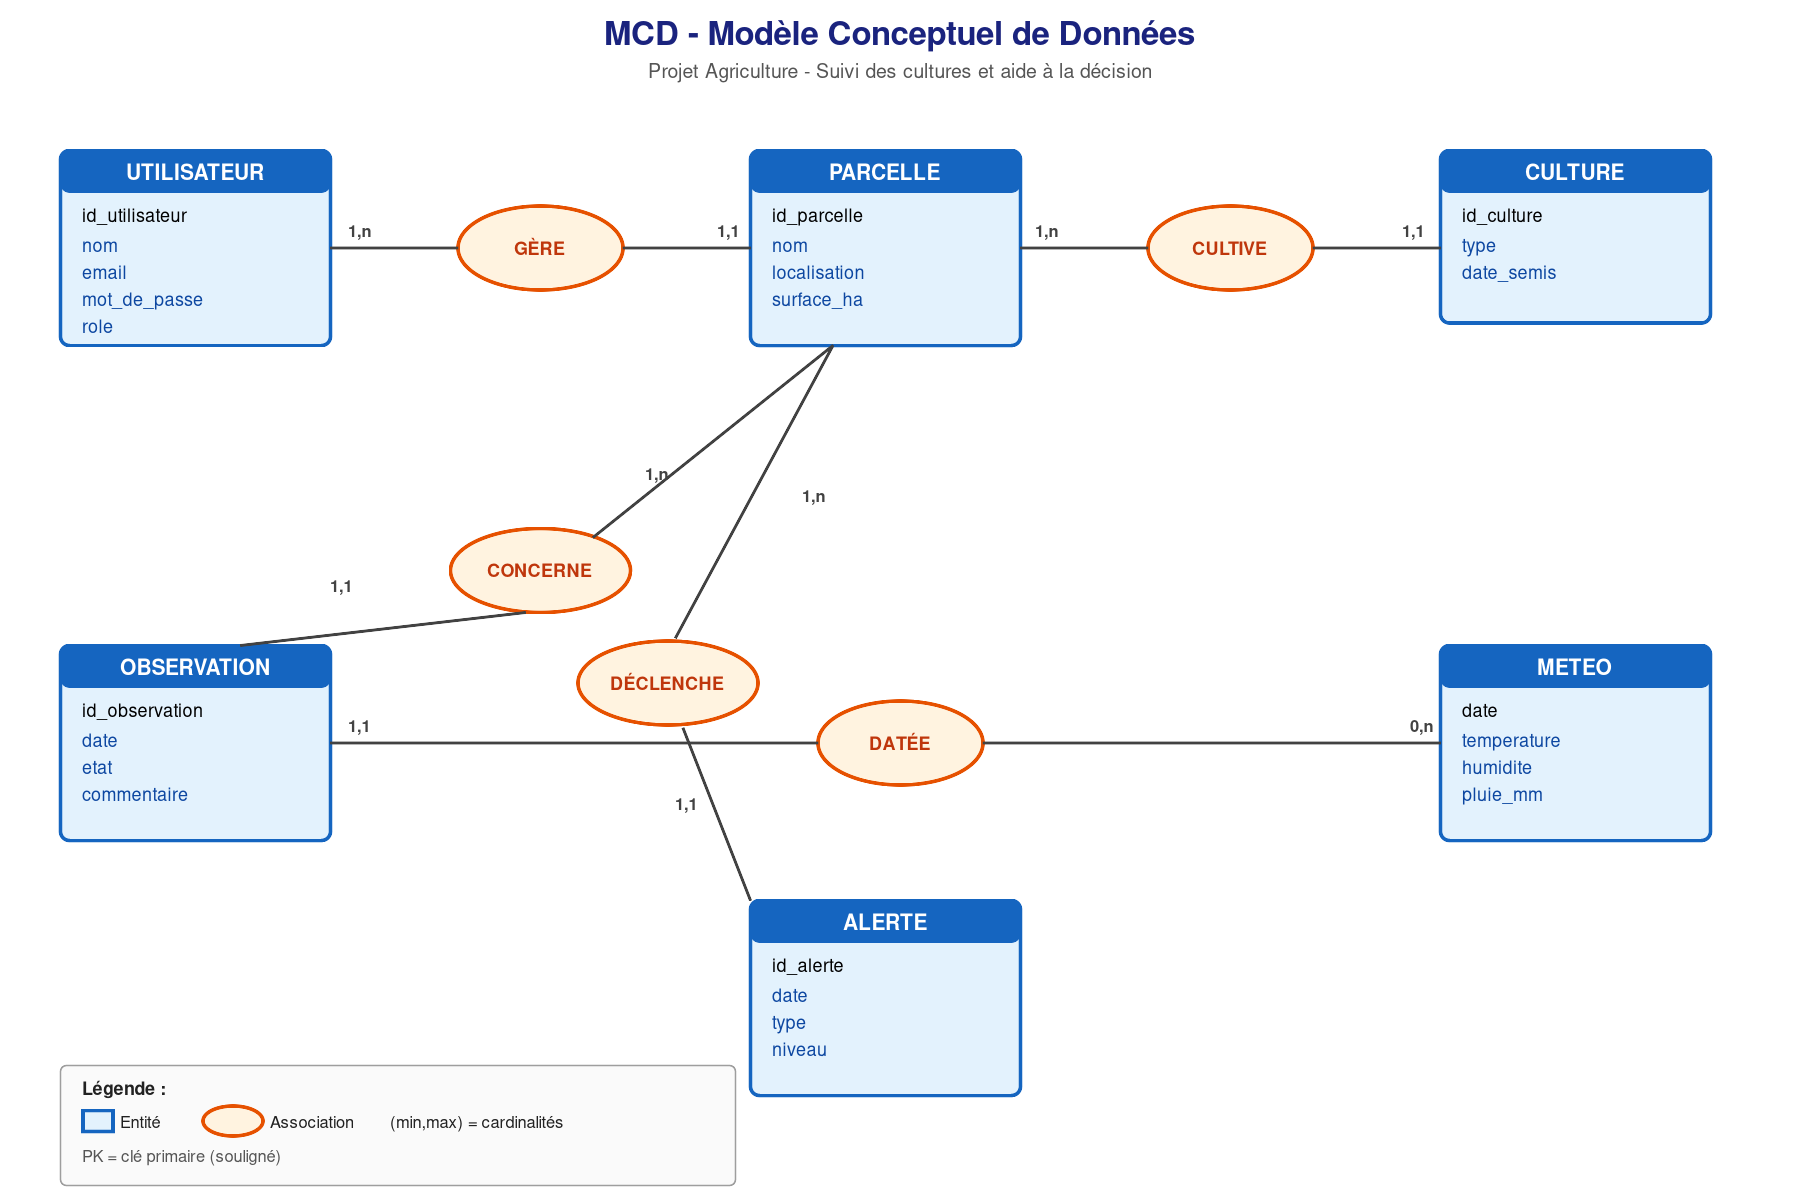 MCD - Modèle Conceptuel de Données
Projet Agriculture - Suivi des cultures et aide à la décision
UTILISATEUR
id_utilisateur
nom
email
mot_de_passe
role
1,n
GÈRE
1,1
PARCELLE
id_parcelle
nom
localisation
surface_ha
1,n
CULTIVE
1,1
CULTURE
id_culture
type
date_semis
1,n
1,n
CONCERNE
1,1
DÉCLENCHE
OBSERVATION
id_observation
date
etat
commentaire
1,1
DATÉE
0,n
METEO
date
temperature
humidite
pluie_mm
1,1
ALERTE
id_alerte
date
type
niveau
Légende :
Entité
Association
(min,max) = cardinalités
PK = clé primaire (souligné)